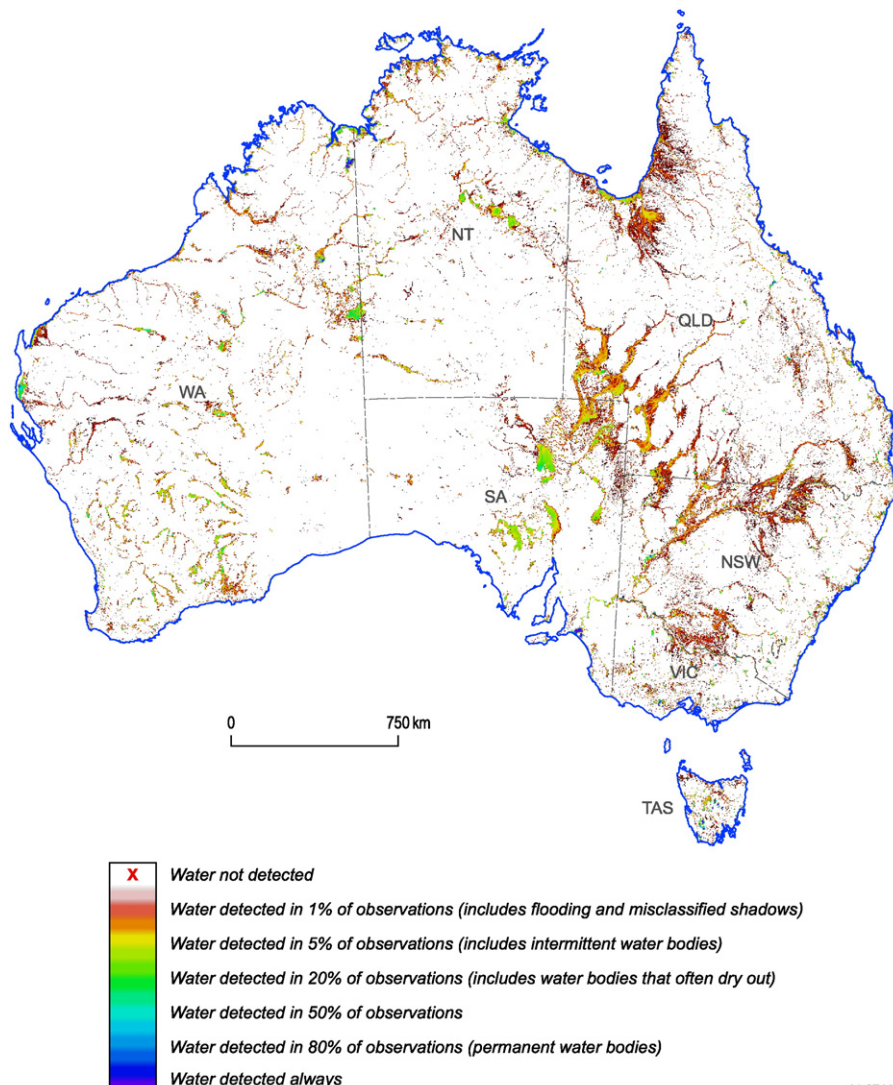 NT
QLD
WA
SA
NSW
VIC
TAS
0 750 km
X Water not detected
Water detected in 1% of observations (includes flooding and misclassified shadows)
Water detected in 5% of observations (includes intermittent water bodies)
Water detected in 20% of observations (includes water bodies that often dry out)
Water detected in 50% of observations
Water detected in 80% of observations (permanent water bodies)
Water detected always